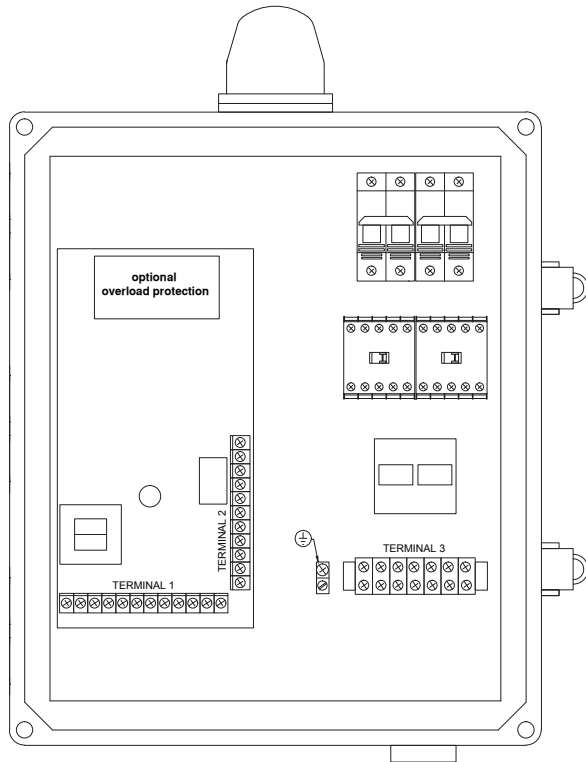 optional
overload protection
TERMINAL 2
TERMINAL 1
TERMINAL 3